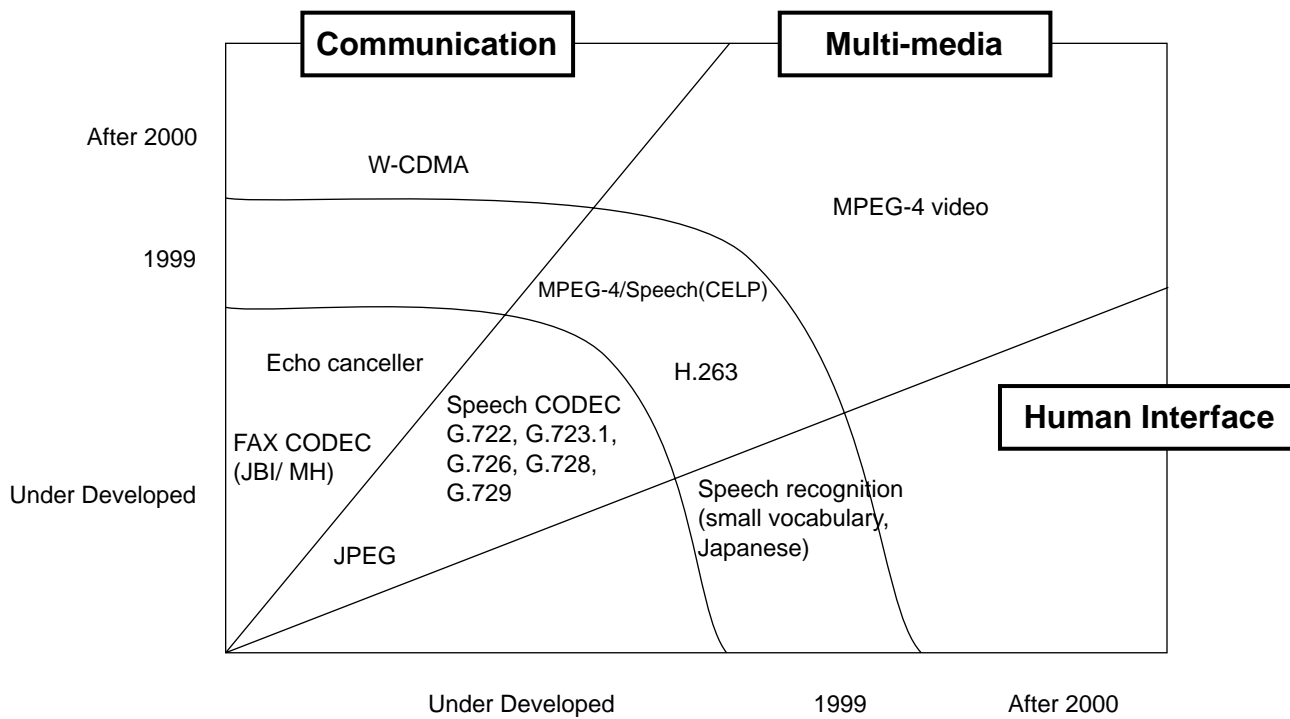 Communication
Multi-media
After 2000
W-CDMA
MPEG-4 video
1999
MPEG-4/Speech(CELP)
Echo canceller
H.263
Speech CODEC
G.722, G.723.1,
G.726, G.728,
G.729
Human Interface
FAX CODEC
(JBI/ MH)
Under Developed
Speech recognition
(small vocabulary,
Japanese)
JPEG
Under Developed
1999
After 2000